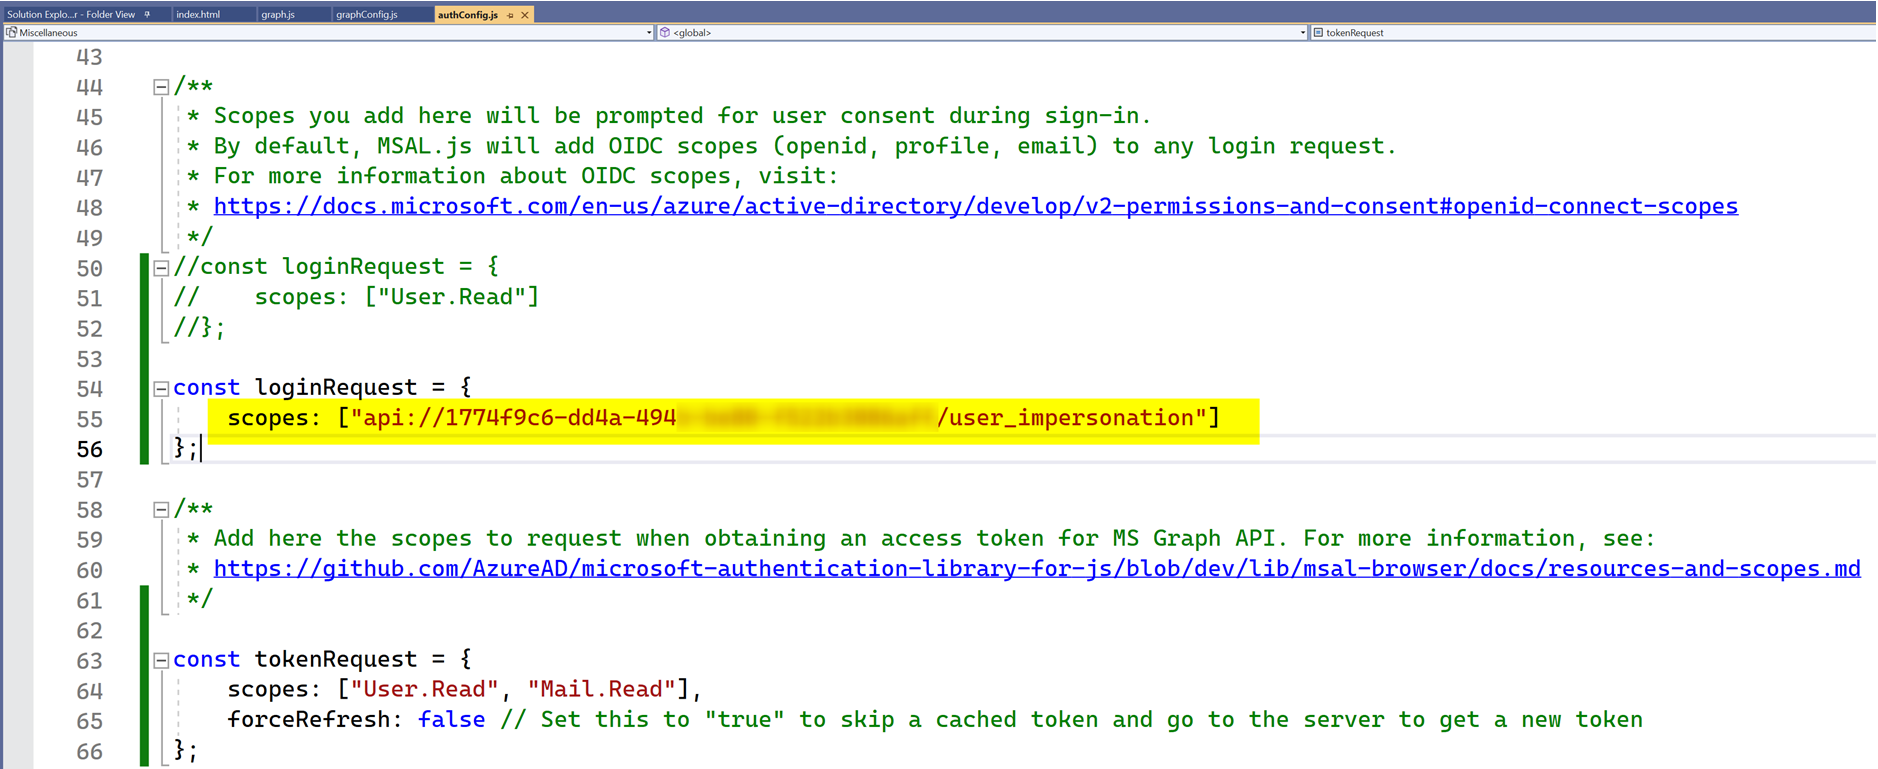 Solution Explo...r - Folder View index.html graph.js graphConfig.js authConfig.js
Miscellaneous <global> tokenRequest
43
44 /**
45 * Scopes you add here will be prompted for user consent during sign-in.
46 * By default, MSAL.js will add OIDC scopes (openid, profile, email) to any login request.
47 * For more information about OIDC scopes, visit:
48 * https://docs.microsoft.com/en-us/azure/active-directory/develop/v2-permissions-and-consent#openid-connect-scopes
49 */
50 //const loginRequest = {
51 //    scopes: ["User.Read"]
52 //};
53
54 const loginRequest = {
55     scopes: ["api://1774f9c6-dd4a-494 /user_impersonation"]
56 };
57
58 /**
59 * Add here the scopes to request when obtaining an access token for MS Graph API. For more information, see:
60 * https://github.com/AzureAD/microsoft-authentication-library-for-js/blob/dev/lib/msal-browser/docs/resources-and-scopes.md
61 */
62
63 const tokenRequest = {
64     scopes: ["User.Read", "Mail.Read"],
65     forceRefresh: false // Set this to "true" to skip a cached token and go to the server to get a new token
66 };